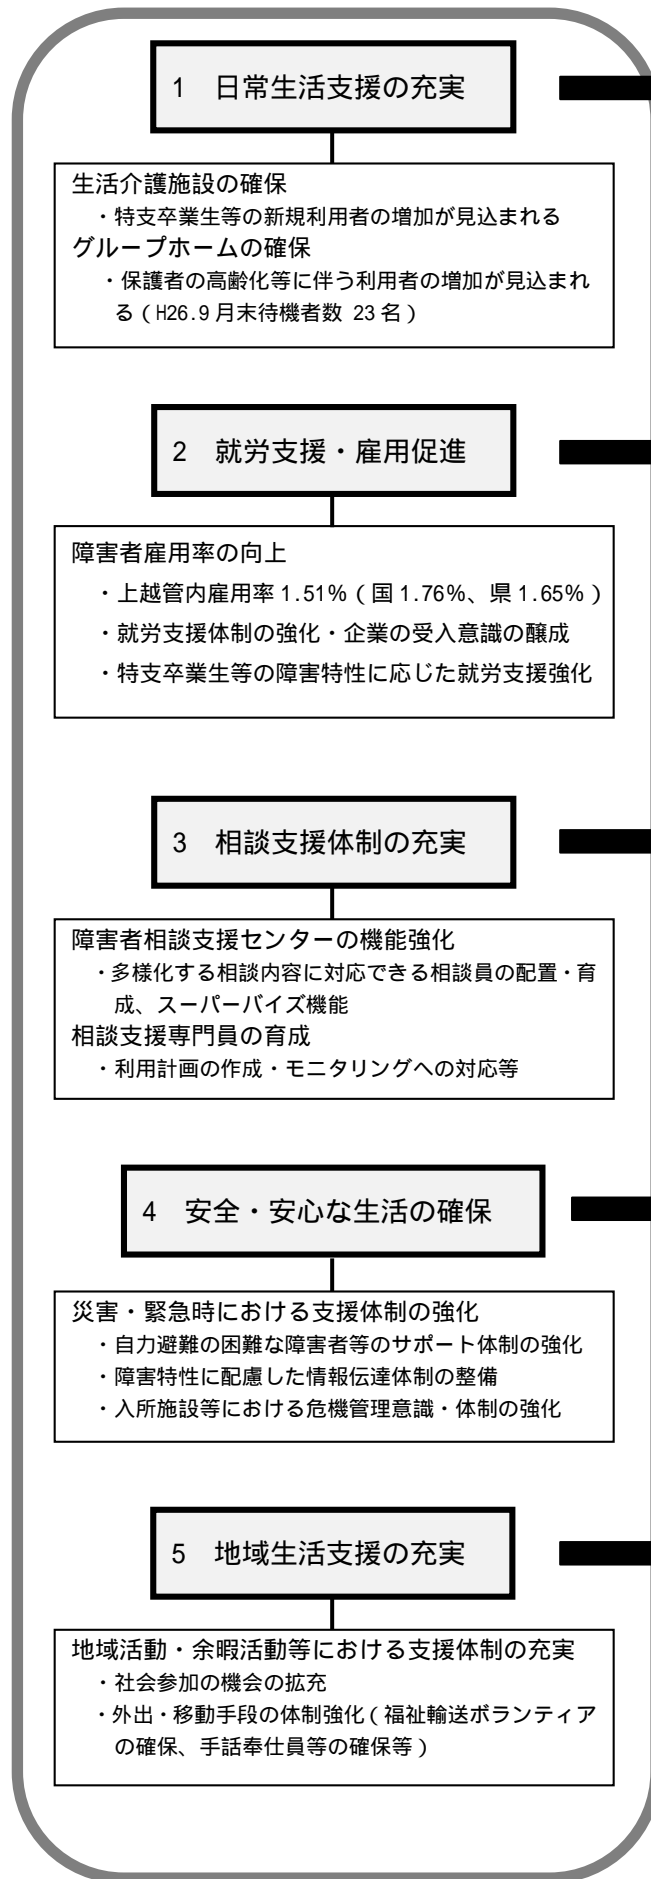 1 日常生活支援の充実
生活介護施設の確保
・特支卒業生等の新規利用者の増加が見込まれる
グループホームの確保
・保護者の高齢化等に伴う利用者の増加が見込まれ
る(H26.9月末待機者数 23名)
2 就労支援・雇用促進
障害者雇用率の向上
・上越管内雇用率1.51%(国1.76%、県1.65%)
・就労支援体制の強化・企業の受入意識の醸成
・特支卒業生等の障害特性に応じた就労支援強化
3 相談支援体制の充実
障害者相談支援センターの機能強化
・多様化する相談内容に対応できる相談員の配置・育
成、スーパーバイズ機能
相談支援専門員の育成
・利用計画の作成・モニタリングへの対応等
4 安全・安心な生活の確保
災害・緊急時における支援体制の強化
・自力避難の困難な障害者等のサポート体制の強化
・障害特性に配慮した情報伝達体制の整備
・入所施設等における危機管理意識・体制の強化
5 地域生活支援の充実
地域活動・余暇活動等における支援体制の充実
・社会参加の機会の拡充
・外出・移動手段の体制強化(福祉輸送ボランティア
の確保、手話奉仕員等の確保等)